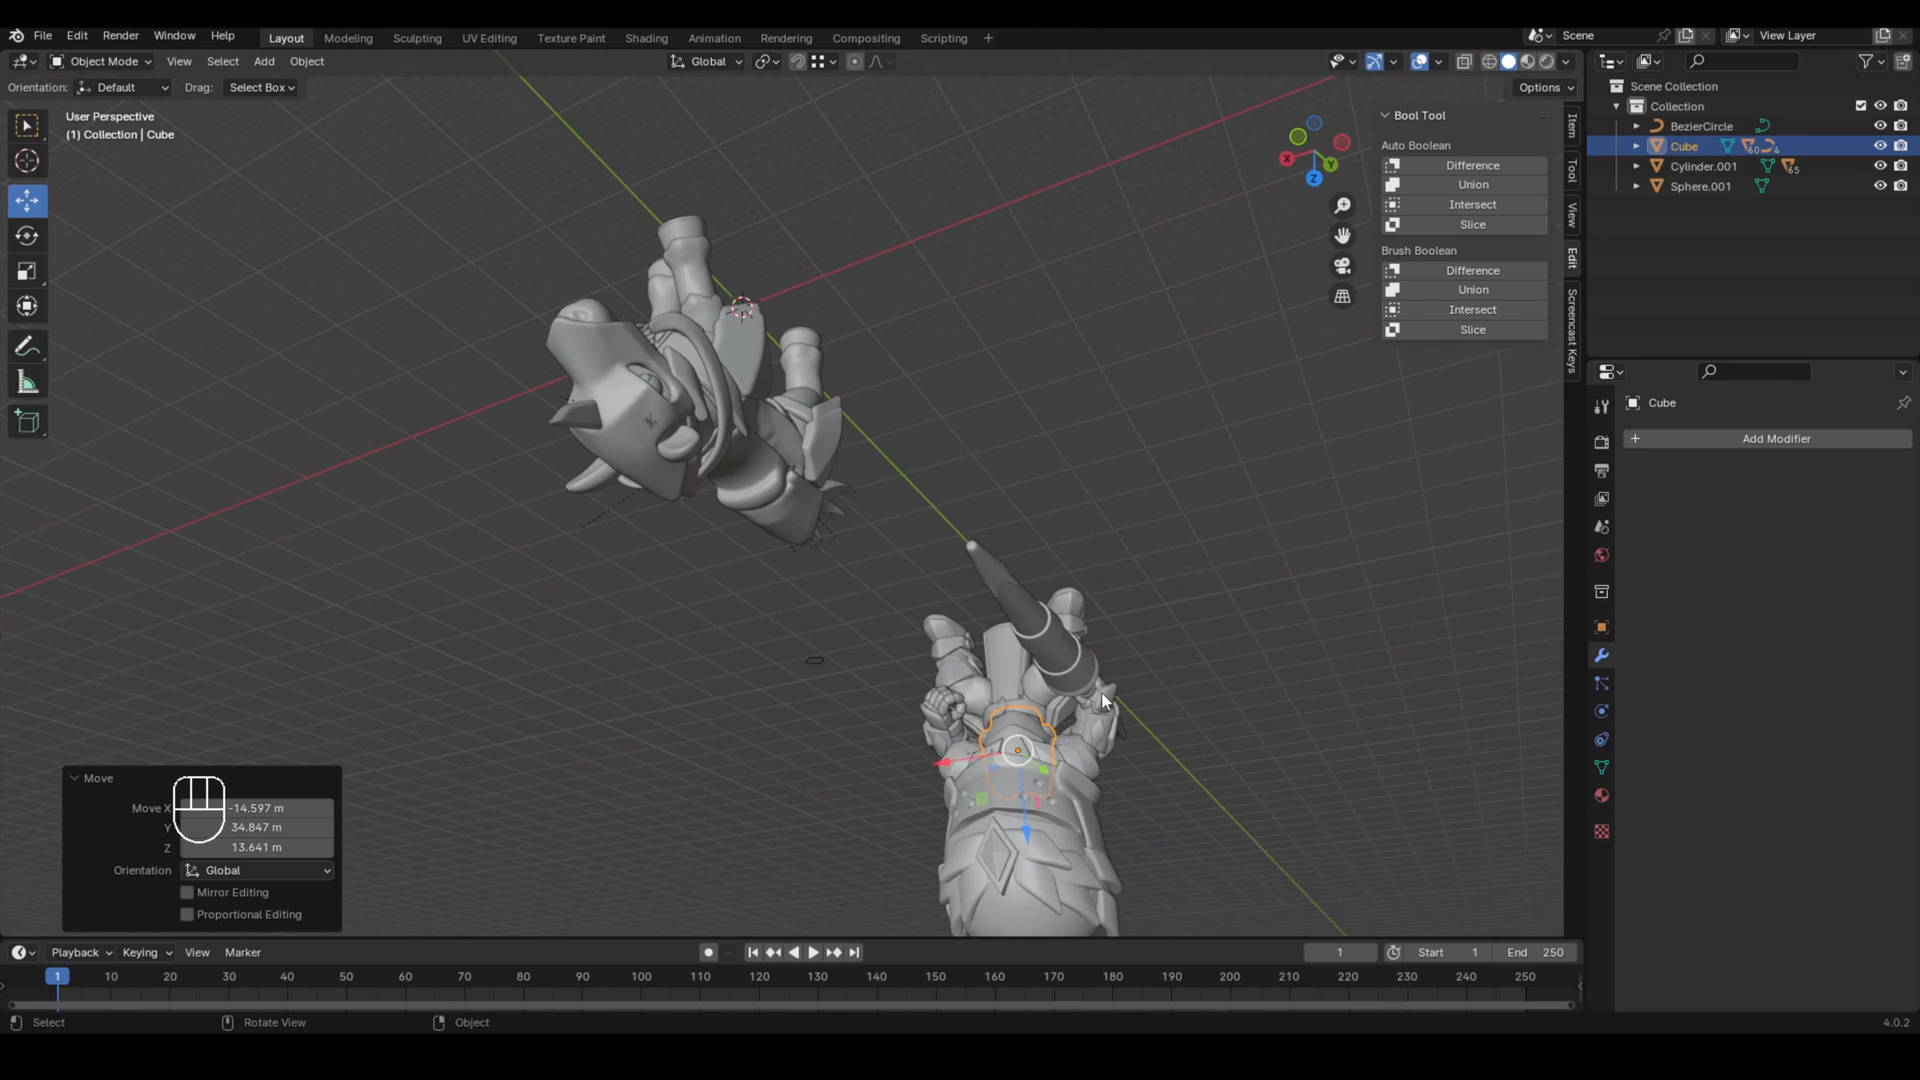 File Edit Render Window Help
Layout Modeling Sculpting UV Editing Texture Paint Shading Animation Rendering Compositing Scripting +
Scene
View Layer
Object Mode View Select Add Object
Global
Orientation: Default Drag: Select Box
Options
User Perspective
(1) Collection | Cube
X
Y
Z
Bool Tool
Auto Boolean
Difference
Union
Intersect
Slice
Brush Boolean
Difference
Union
Intersect
Slice
Item
Tool
View
Edit
Screencast Keys
Scene Collection
Collection
BezierCircle
Cube 60 4
Cylinder.001 65
Sphere.001
Cube
+ Add Modifier
Move
Move X -14.597 m
Y 34.847 m
Z 13.641 m
Orientation Global
Mirror Editing
Proportional Editing
Playback Keying View Marker
1 Start 1 End 250
1 10 20 30 40 50 60 70 80 90 100 110 120 130 140 150 160 170 180 190 200 210 220 230 240 250
Select Rotate View Object 4.0.2